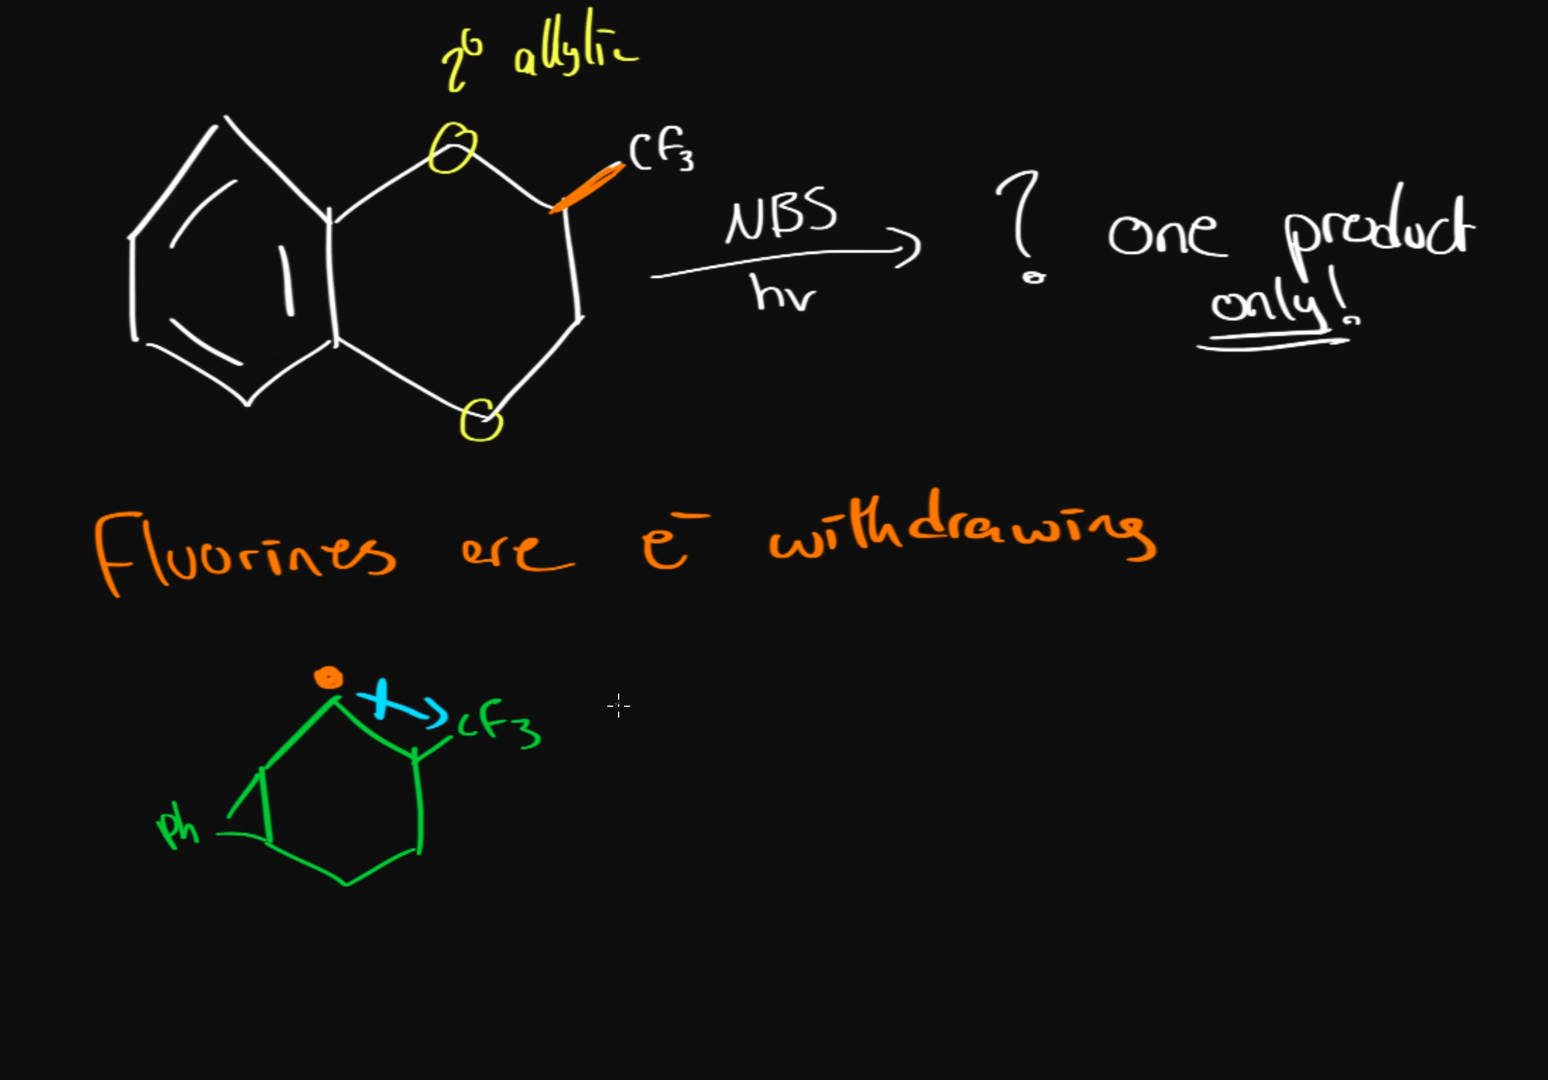 2° allylic
CF3
NBS
hv
? one product
only!
Fluorines are e- withdrawing
CF3
Ph